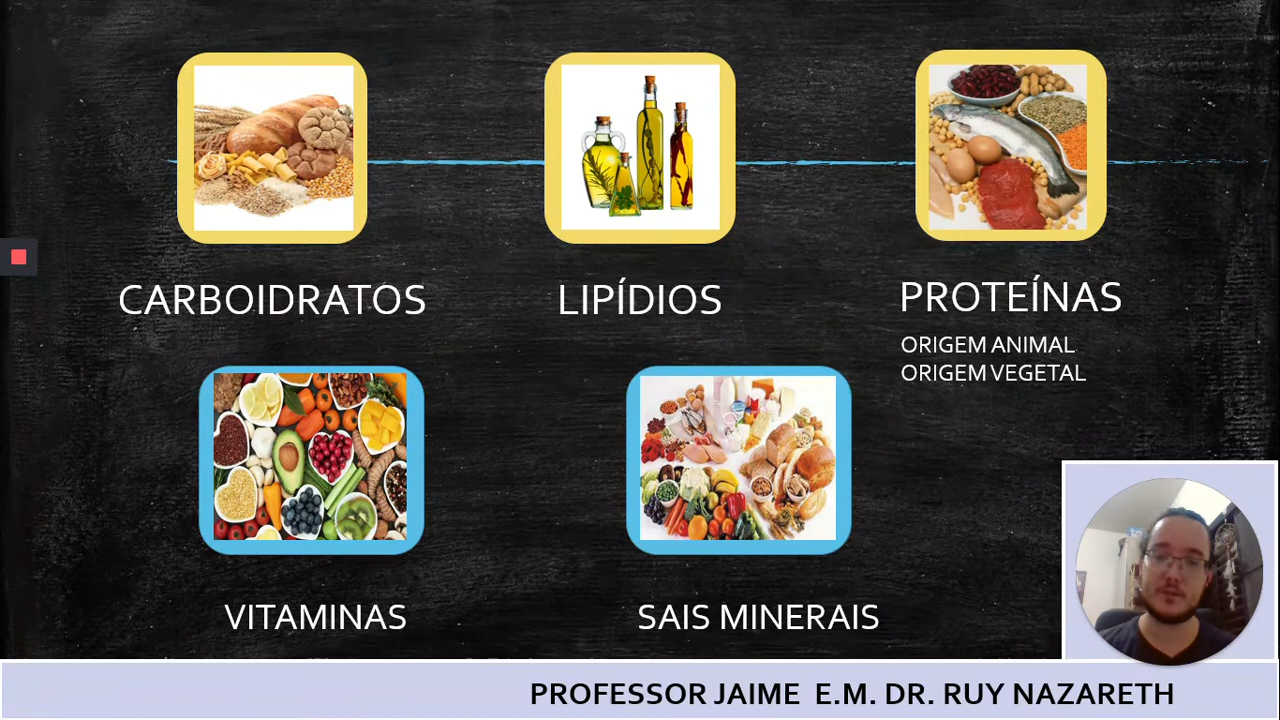 CARBOIDRATOS
LIPÍDIOS
PROTEÍNAS
ORIGEM ANIMAL
ORIGEM VEGETAL
VITAMINAS
SAIS MINERAIS
PROFESSOR JAIME E.M. DR. RUY NAZARETH